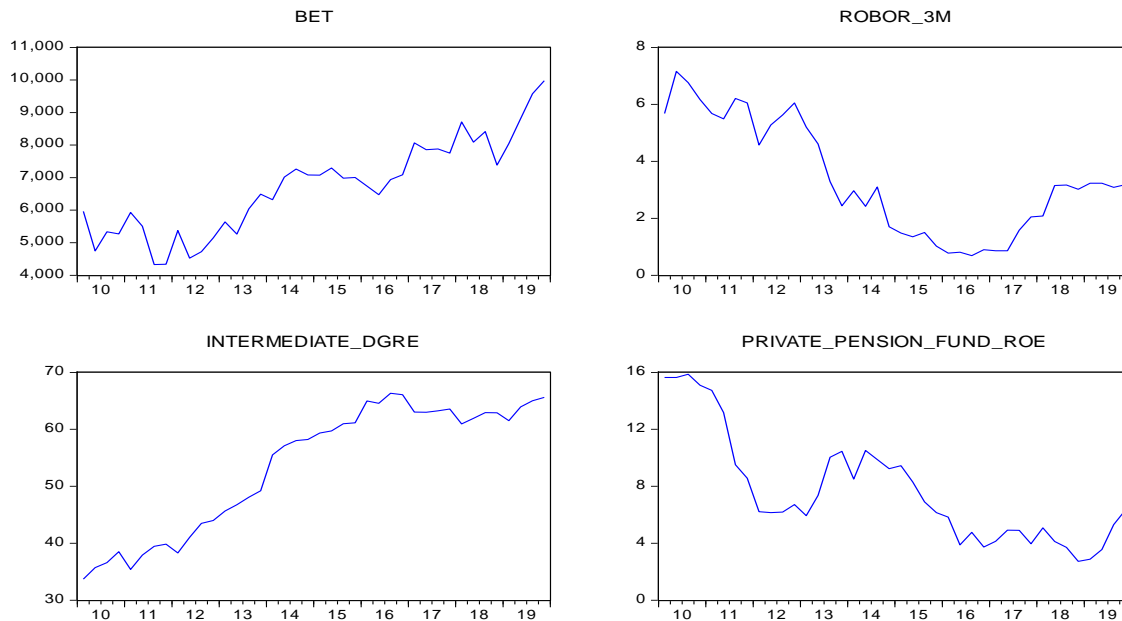 BET
11,000
10,000
9,000
8,000
7,000
6,000
5,000
4,000
10 11 12 13 14 15 16 17 18 19
ROBOR_3M
8
6
4
2
0
10 11 12 13 14 15 16 17 18 19
INTERMEDIATE_DGRE
70
60
50
40
30
10 11 12 13 14 15 16 17 18 19
PRIVATE_PENSION_FUND_ROE
16
12
8
4
0
10 11 12 13 14 15 16 17 18 19